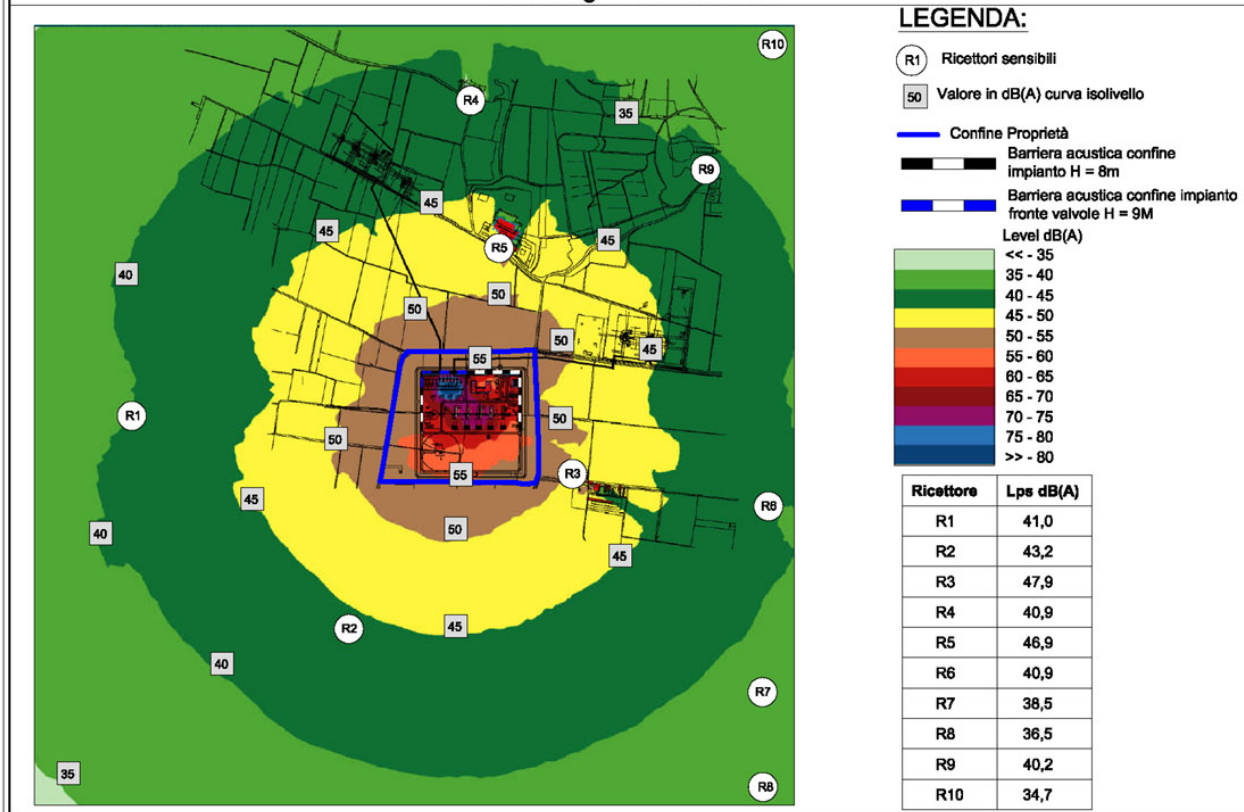 LEGENDA:
R1 Ricettori sensibili
50 Valore in dB(A) curva isolivello
Confine Proprietà
Barriera acustica confine
impianto H = 8m
Barriera acustica confine impianto
fronte valvole H = 9M
Level dB(A)
<< - 35
35 - 40
40 - 45
45 - 50
50 - 55
55 - 60
60 - 65
65 - 70
70 - 75
75 - 80
>> - 80
Ricettore Lps dB(A)
R1 41,0
R2 43,2
R3 47,9
R4 40,9
R5 46,9
R6 40,9
R7 38,5
R8 36,5
R9 40,2
R10 34,7
R10
R4
35
R9
45
45
R5
45
40
50
50
50
45
55
R1
50
50
55
R3
45
R6
40
50
45
R2
45
40
R7
35
R8